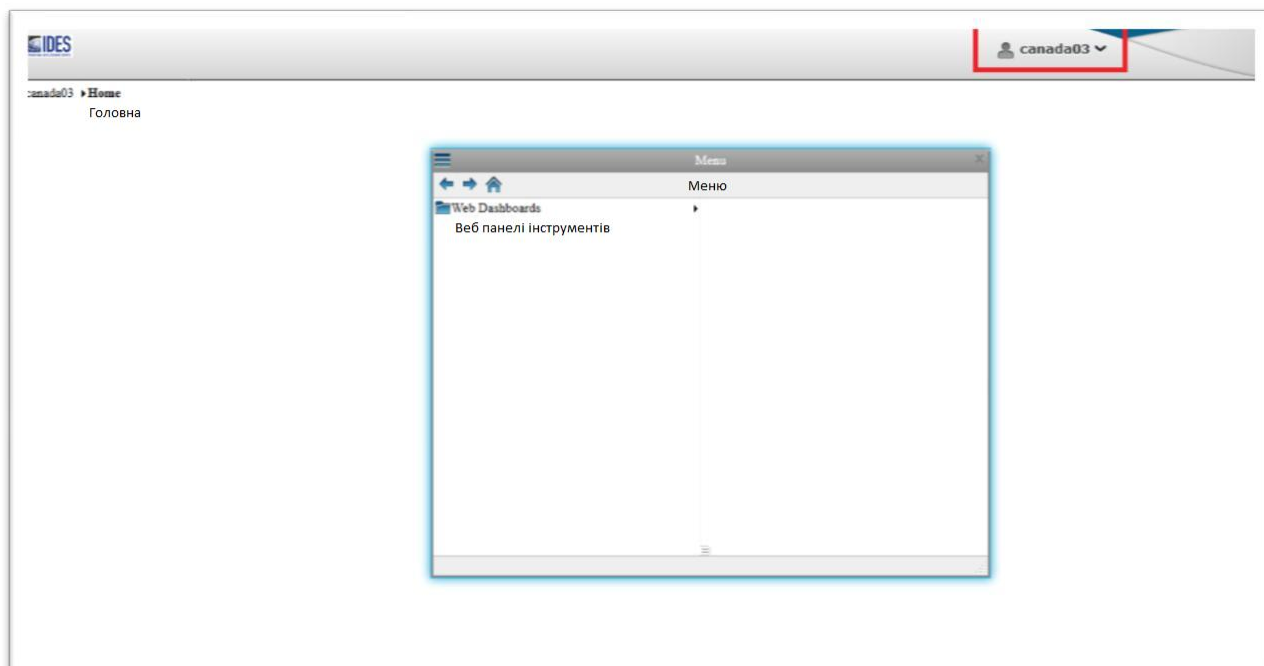 IDES
canada03
canada03 Home
Головна
Menu
Меню
Web Dashboards
Веб панелі інструментів